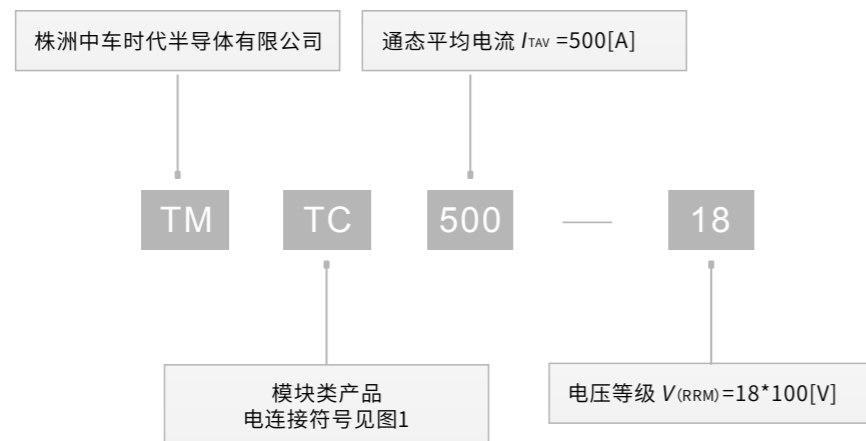 株洲中车时代半导体有限公司
通态平均电流 ITAV =500[A]
TM TC 500 — 18
模块类产品
电连接符号见图1
电压等级 V(RRM)=18*100[V]